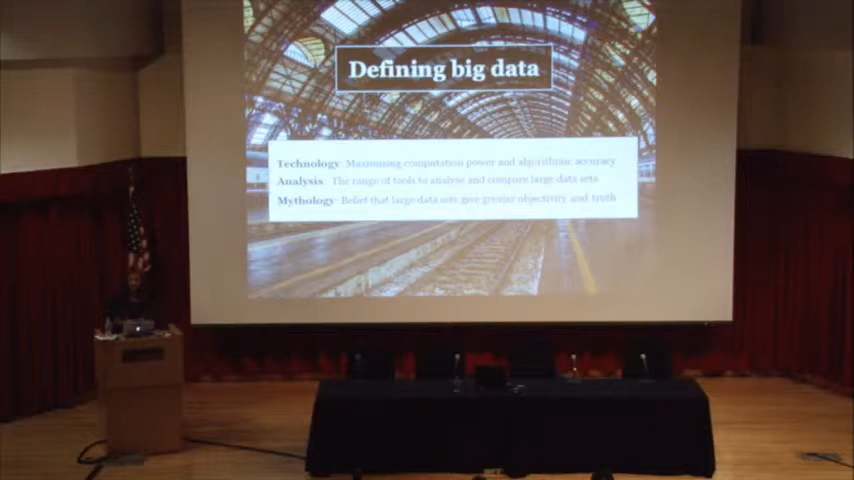 Defining big data
Technology: Maximising computation power and algorithmic accuracy
Analysis: The range of tools to analyse and compare large data sets
Mythology: Belief that large data sets give greater objectivity and truth